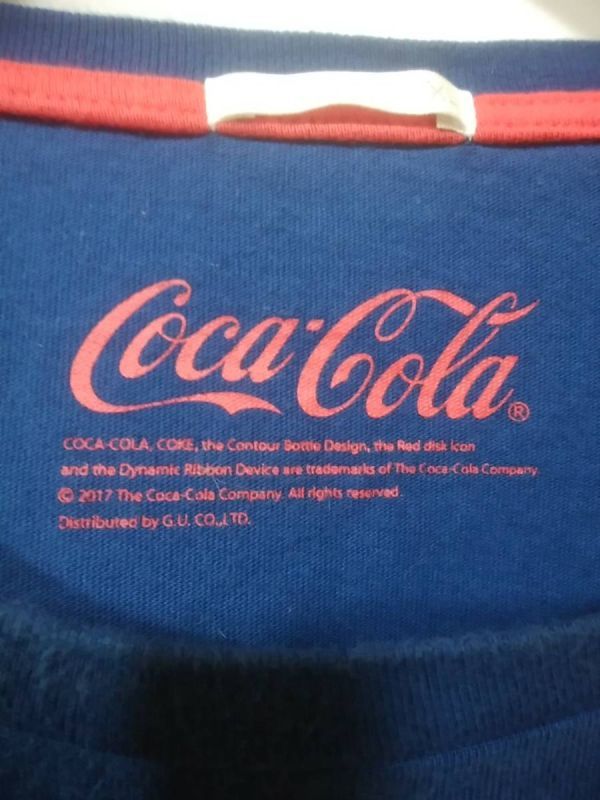 Coca-Cola®
COCA-COLA, COKE, the Contour Bottle Design, the Red disk icon
and the Dynamic Ribbon Device are trademarks of The Coca-Cola Company.
© 2017 The Coca-Cola Company. All rights reserved.
Distributed by G.U. CO.,LTD.